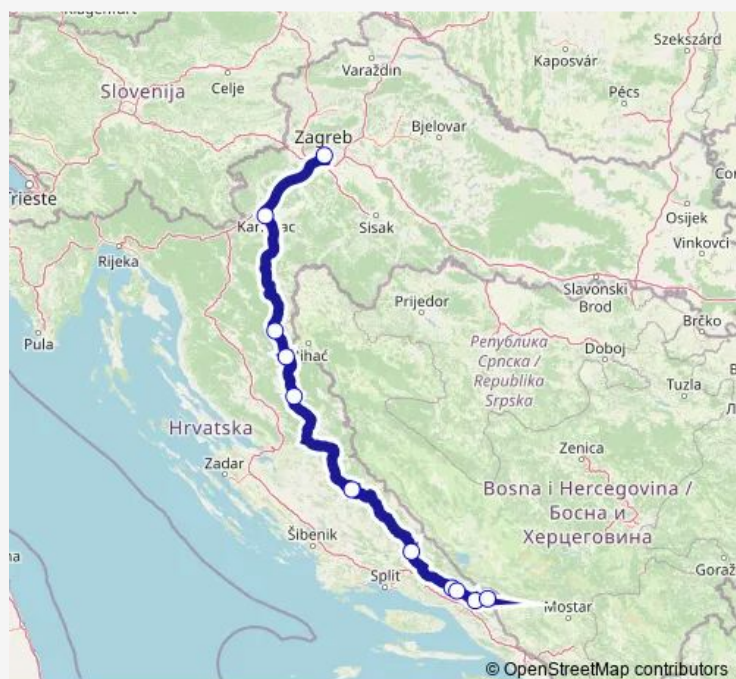 Szekszárd
Kaposvár
Varaždin
Slovenija
Celje
Pécs
Zagreb
Bjelovar
Trieste
Osijek
Sisak
Vinkovci
Rijeka
Slavonski
Brod
Prijedor
Brčko
Pula
Република
Српска /
Republika
Srpska
Doboj
Tuzla
Hrvatska
Zenica
Zadar
Bosna i Hercegovina /
Босна и
Херцеговина
Šibenik
Split
Goraž
Mostar
© OpenStreetMap contributors